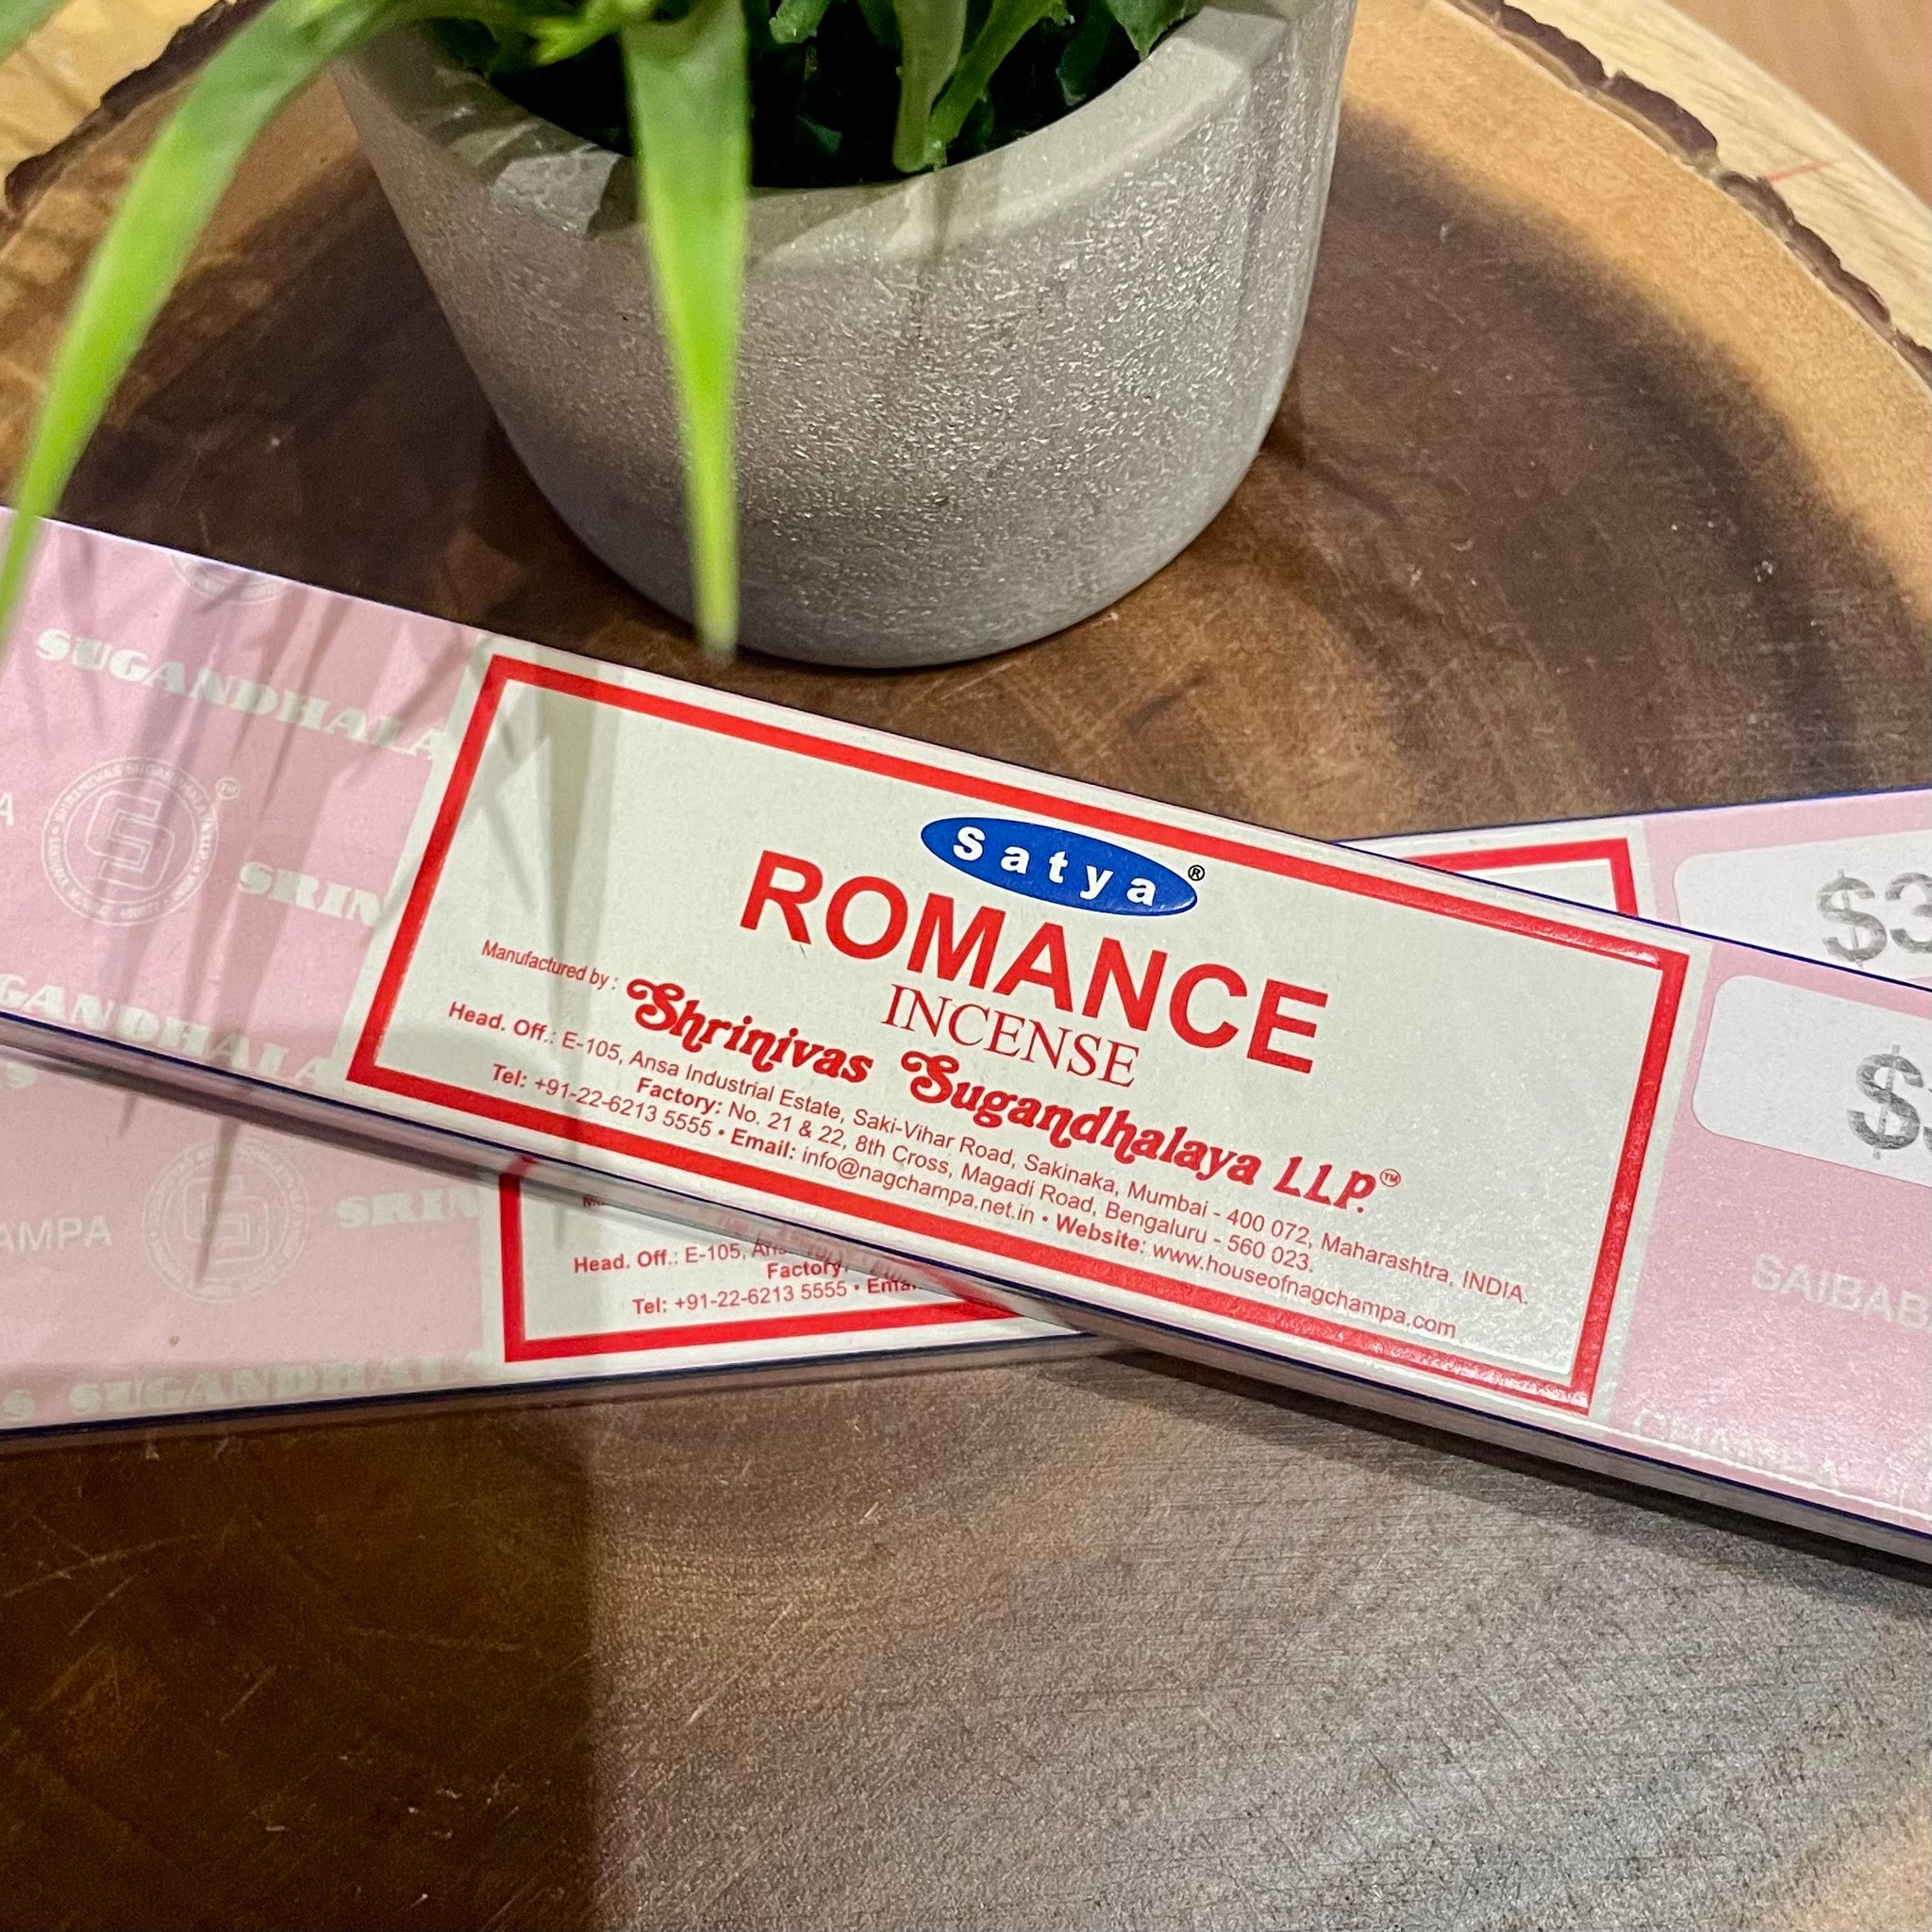 SUGANDHALA
SRIN
GANDHALA
satya®
ROMANCE
INCENSE
Manufactured by : Shrinivas Sugandhalaya LLP.™
Head. Off.: E-105, Ansa Industrial Estate, Saki-Vihar Road, Sakinaka, Mumbai - 400 072, Maharashtra, INDIA.
Factory: No. 21 & 22, 8th Cross, Magadi Road, Bengaluru - 560 023.
Tel: +91-22-6213 5555 • Email: info@nagchampa.net.in • Website: www.houseofnagchampa.com
$3
$
SAIBAB
AMPA
SRIN
S SUGANDHALA
Head. Off.: E-105, Ansa
Factory:
Tel: +91-22-6213 5555 • Emai